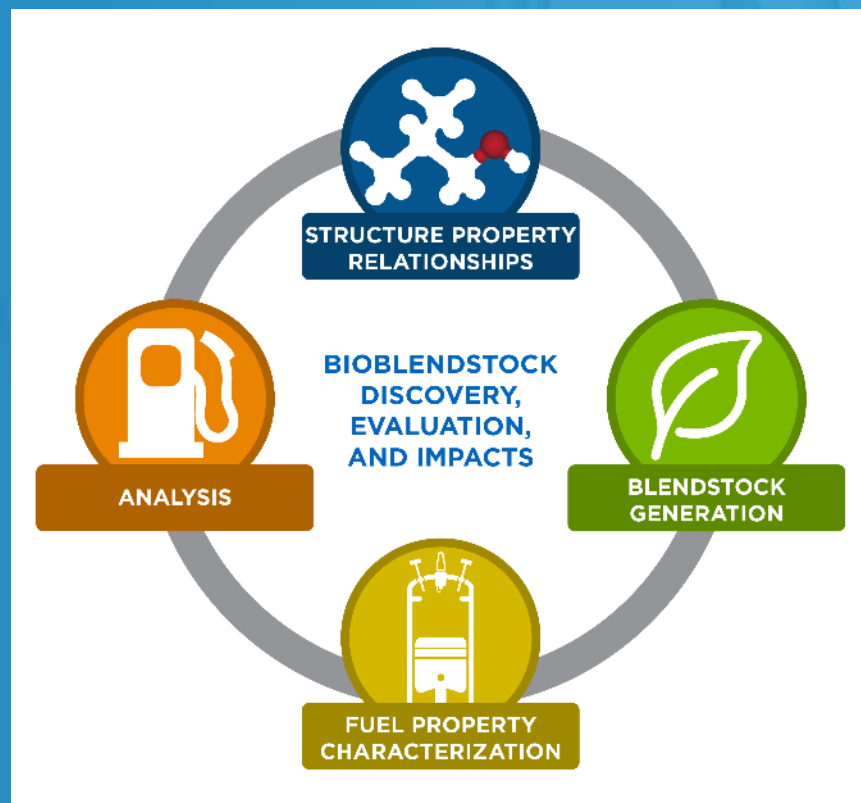 STRUCTURE PROPERTY
RELATIONSHIPS
BIOBLENDSTOCK
DISCOVERY,
EVALUATION,
AND IMPACTS
ANALYSIS
BLENDSTOCK
GENERATION
FUEL PROPERTY
CHARACTERIZATION